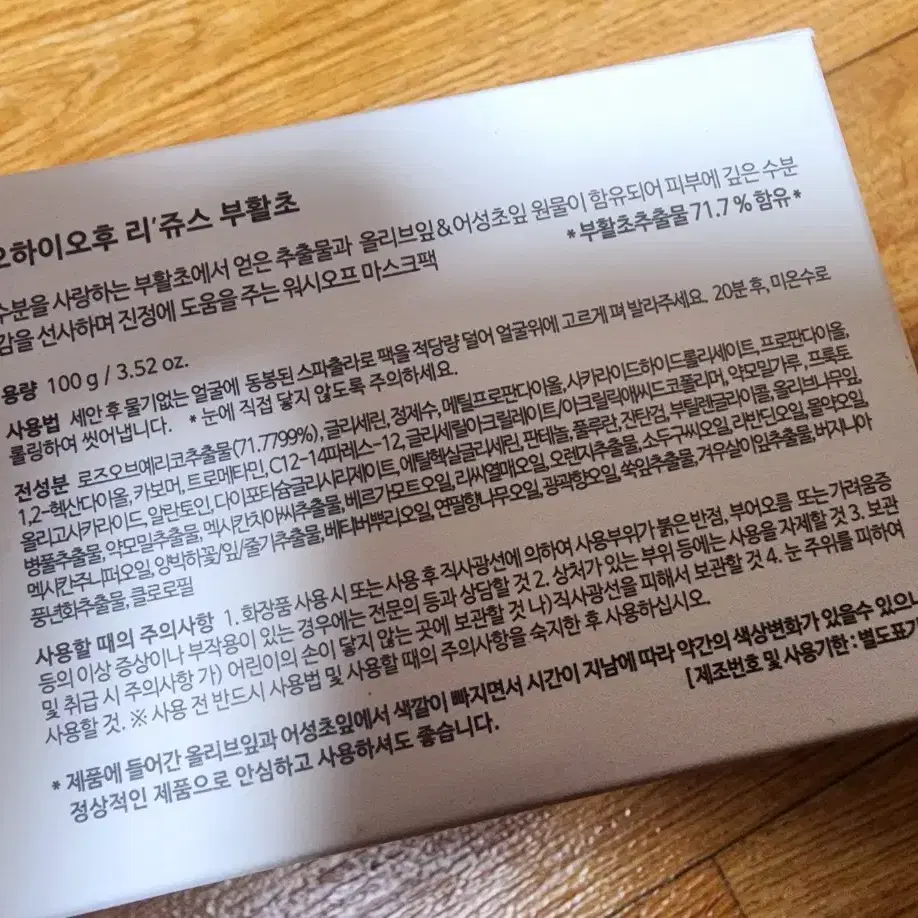 오하이오후 리'쥬스 부활초
수분을 사랑하는 부활초에서 얻은 추출물과 올리브잎&어성초잎 원물이 함유되어 피부에 깊은 수분
감을 선사하며 진정에 도움을 주는 워시오프 마스크팩
*부활초추출물 71.7 % 함유*
용량 100 g / 3.52 oz.
사용법 세안 후 물기없는 얼굴에 동봉된 스파출라로 팩을 적당량 덜어 얼굴위에 고르게 펴 발라주세요. 20분 후, 미온수로
롤링하여 씻어냅니다. *눈에 직접 닿지 않도록 주의하세요.
전성분 로즈오브예리코추출물(71.7799%), 글리세린, 정제수, 메틸프로판다이올, 사카라이드하이드롤리세이트, 프로판다이올,
1,2-헥산다이올, 카보머, 트로메타민, C12-14파레스-12, 글리세릴아크릴레이트/아크릴릭애씨드코폴리머, 약모밀가루, 프룩토
올리고사카라이드, 알란토인, 다이포타슘글리시리제이트, 에틸헥실글리세린, 판테놀, 풀루란, 잔탄검, 부틸렌글라이콜, 올리브나무잎,
병풀추출물, 약모밀추출물, 멕시칸치아씨추출물, 베르가모트오일, 리씨열매오일, 오렌지추출물, 소두구씨오일, 라반딘오일, 몰약오일,
멕시칸주니퍼오일, 양박하꽃/잎/줄기추출물, 베티버뿌리오일, 연필향나무오일, 광곽향오일, 쑥잎추출물, 겨우살이잎추출물, 버지니아
풍년화추출물, 클로로필
사용할 때의 주의사항 1. 화장품 사용 시 또는 사용 후 직사광선에 의하여 사용부위가 붉은 반점, 부어오름 또는 가려움증
등의 이상 증상이나 부작용이 있는 경우에는 전문의 등과 상담할 것 2. 상처가 있는 부위 등에는 사용을 자제할 것 3. 보관
및 취급 시 주의사항 가) 어린이의 손이 닿지 않는 곳에 보관할 것 나)직사광선을 피해서 보관할 것 4. 눈 주위를 피하여
사용할 것. ※ 사용 전 반드시 사용법 및 사용할 때의 주의사항을 숙지한 후 사용하십시오.
* 제품에 들어간 올리브잎과 어성초잎에서 색깔이 빠지면서 시간이 지남에 따라 약간의 색상변화가 있을수 있으나
정상적인 제품으로 안심하고 사용하셔도 좋습니다.
[제조번호 및 사용기한 : 별도표기